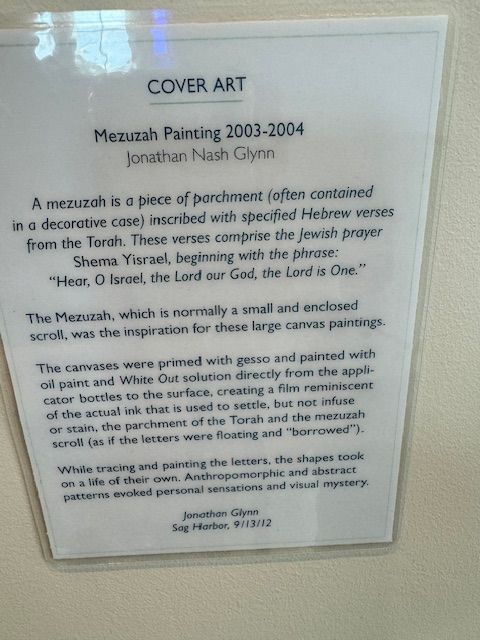 COVER ART
Mezuzah Painting 2003-2004
Jonathan Nash Glynn
A mezuzah is a piece of parchment (often contained
in a decorative case) inscribed with specified Hebrew verses
from the Torah. These verses comprise the Jewish prayer
Shema Yisrael, beginning with the phrase:
“Hear, O Israel, the Lord our God, the Lord is One.”
The Mezuzah, which is normally a small and enclosed
scroll, was the inspiration for these large canvas paintings.
The canvases were primed with gesso and painted with
oil paint and White Out solution directly from the appli-
cator bottles to the surface, creating a film reminiscent
of the actual ink that is used to settle, but not infuse
or stain, the parchment of the Torah and the mezuzah
scroll (as if the letters were floating and “borrowed”).
While tracing and painting the letters, the shapes took
on a life of their own. Anthropomorphic and abstract
patterns evoked personal sensations and visual mystery.
Jonathan Glynn
Sag Harbor, 9/13/12